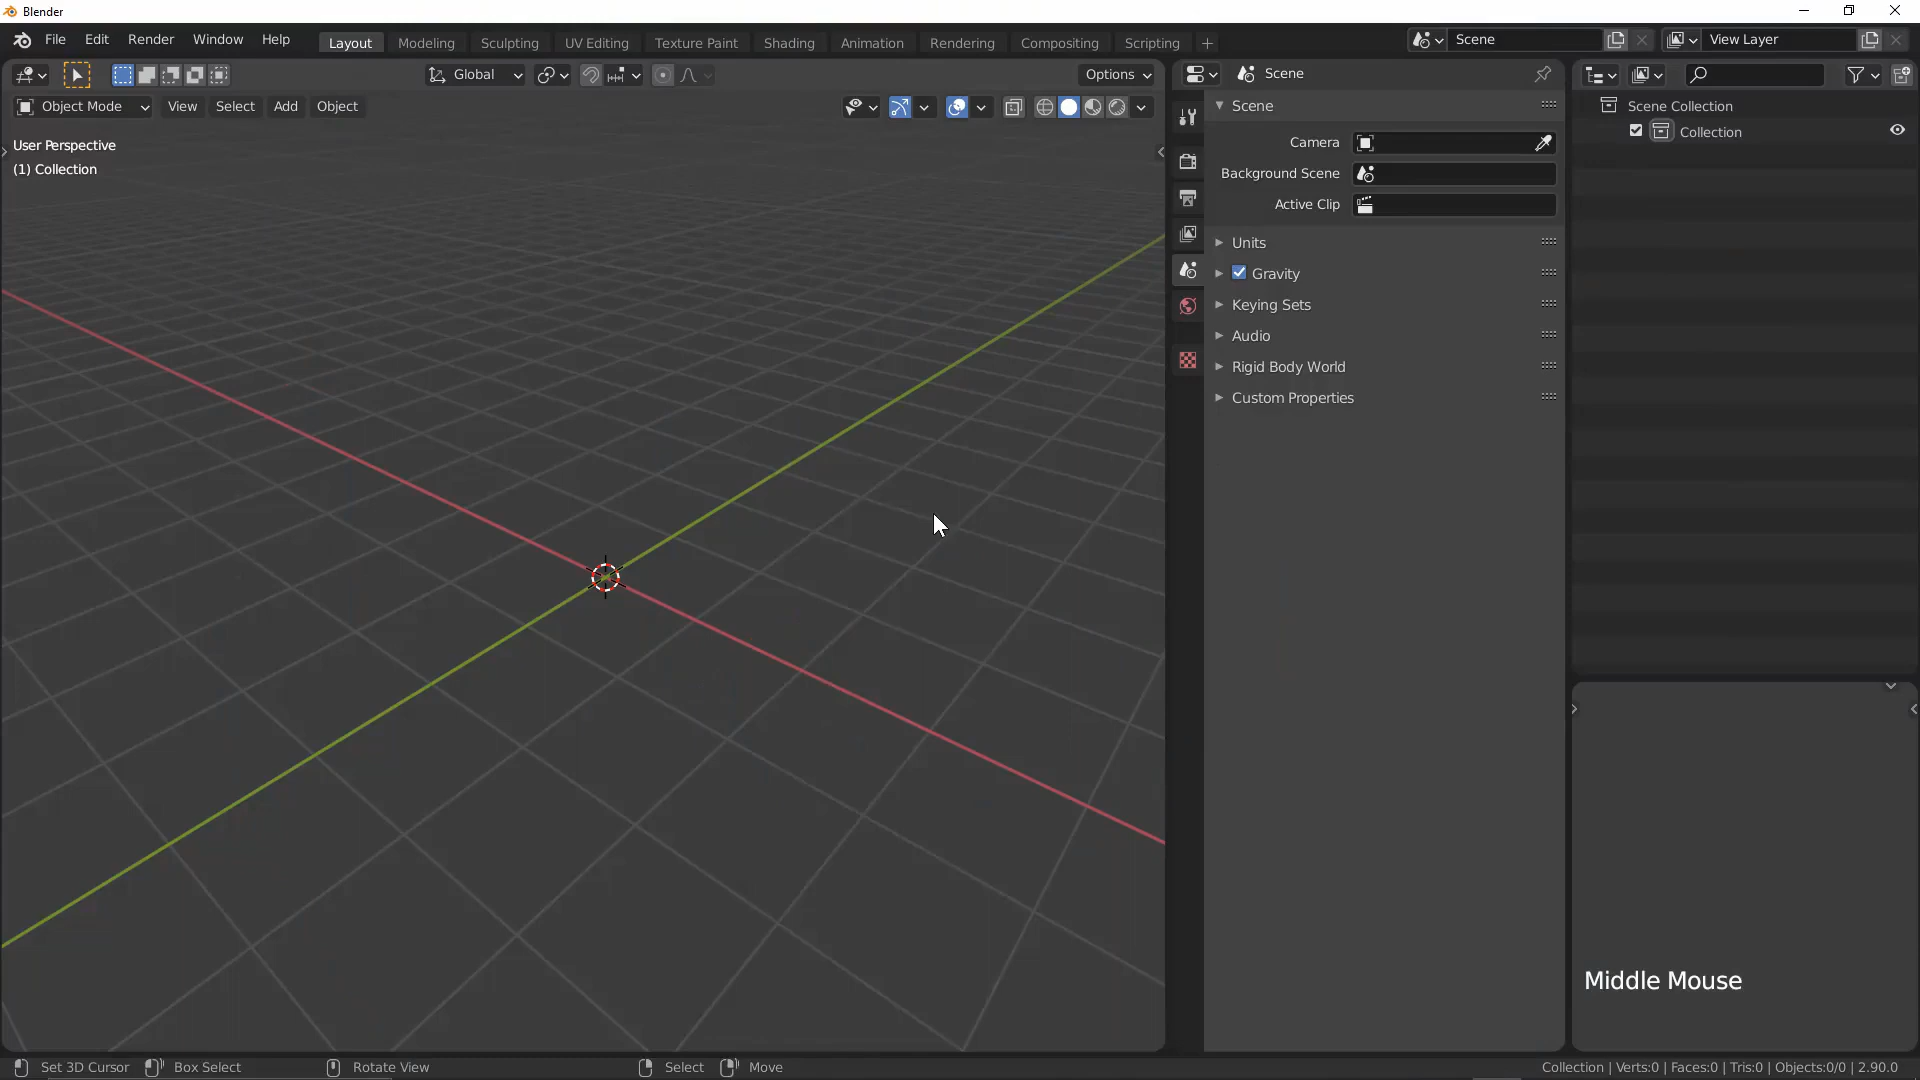 Blender
File Edit Render Window Help Layout Modeling Sculpting UV Editing Texture Paint Shading Animation Rendering Compositing Scripting + Scene View Layer
Global Options Scene
Object Mode View Select Add Object Scene Scene Collection
Collection
User Perspective
(1) Collection
Camera
Background Scene
Active Clip
Units
Gravity
Keying Sets
Audio
Rigid Body World
Custom Properties
Middle Mouse
Set 3D Cursor Box Select Rotate View Select Move Collection | Verts:0 | Faces:0 | Tris:0 | Objects:0/0 | 2.90.0